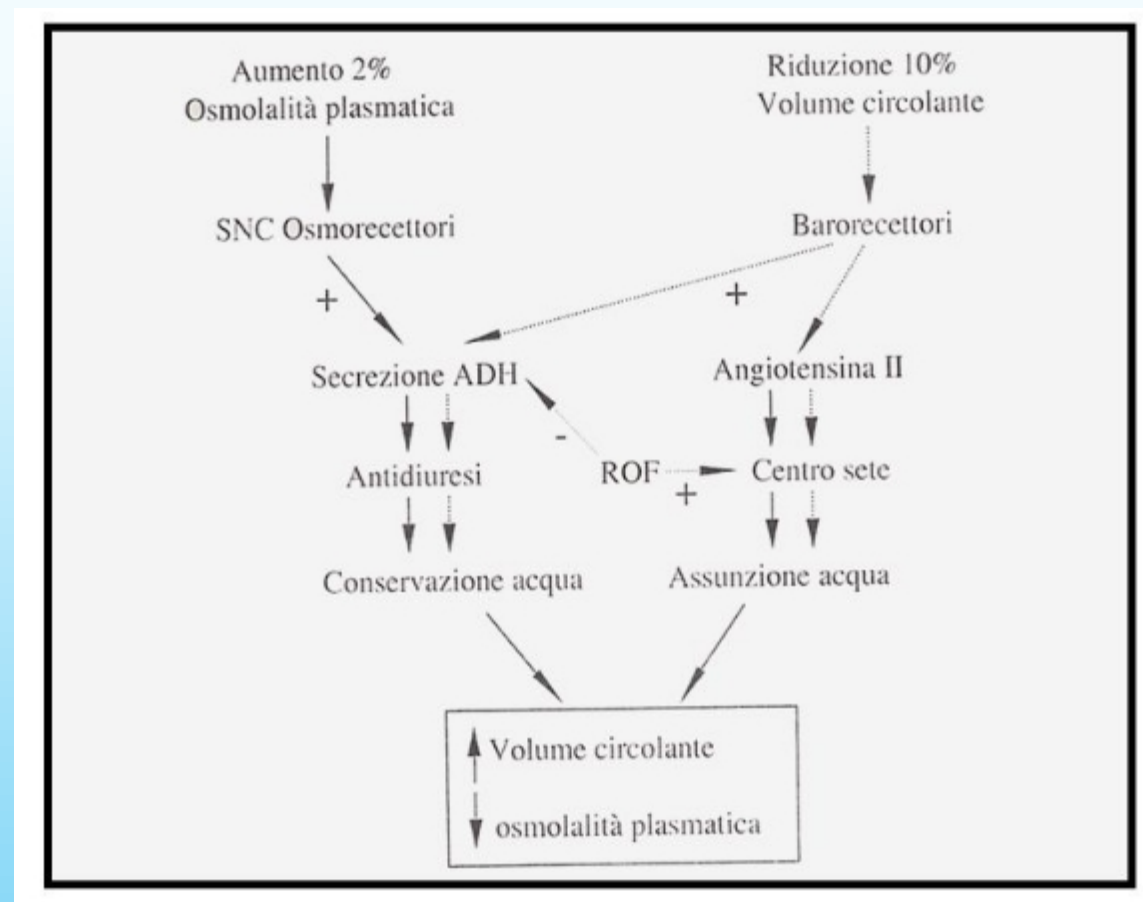 Aumento 2%
Osmolalità plasmatica
Riduzione 10%
Volume circolante
SNC Osmorecettori
Barorecettori
+
+
Secrezione ADH
Angiotensina II
-
Antidiuresi
ROF
+
Centro sete
Conservazione acqua
Assunzione acqua
Volume circolante
osmolalità plasmatica